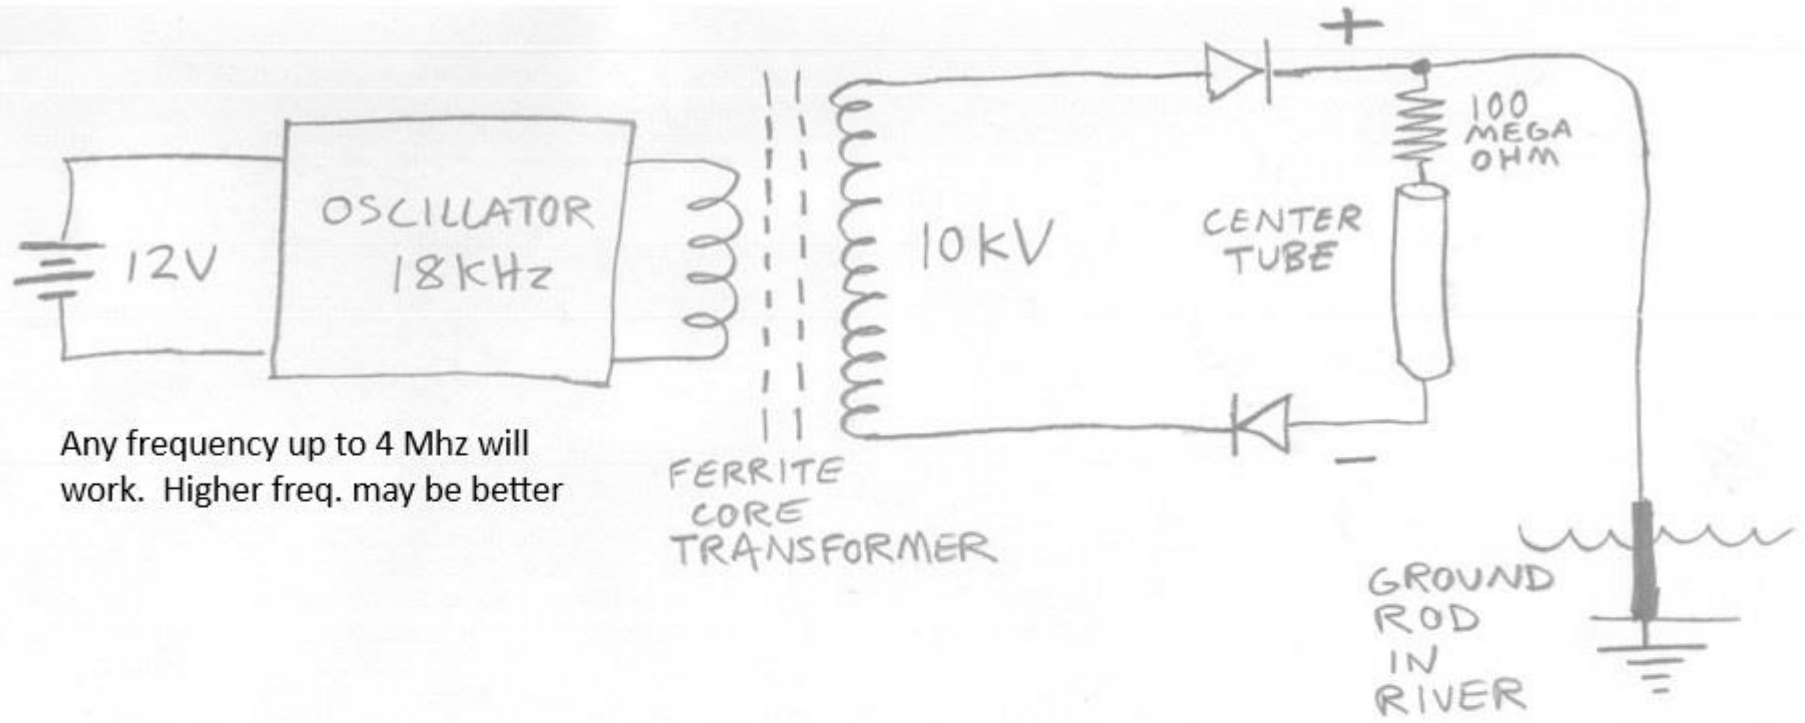 +
100
MEGA
OHM
OSCILLATOR
18KHz
12V
10kV
CENTER
TUBE
Any frequency up to 4 Mhz will
work. Higher freq. may be better
FERRITE
CORE
TRANSFORMER
−
GROUND
ROD
IN
RIVER